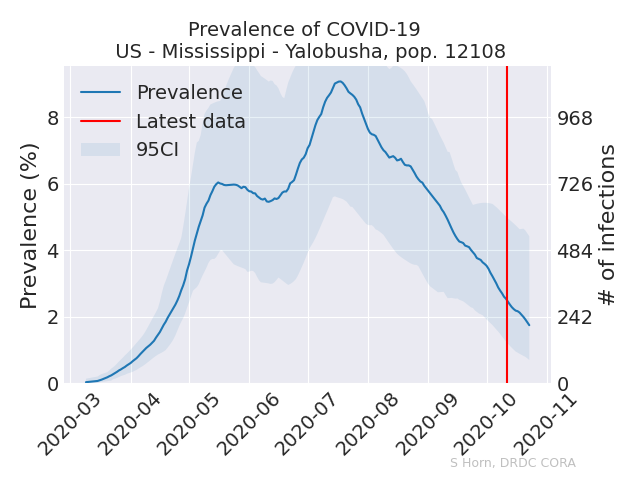 Prevalence of COVID-19
US - Mississippi - Yalobusha, pop. 12108
Prevalence
Latest data
95CI
Prevalence (%)
8
6
4
2
0
968
726
484
242
0
# of infections
2020-03
2020-04
2020-05
2020-06
2020-07
2020-08
2020-09
2020-10
2020-11
S Horn, DRDC CORA